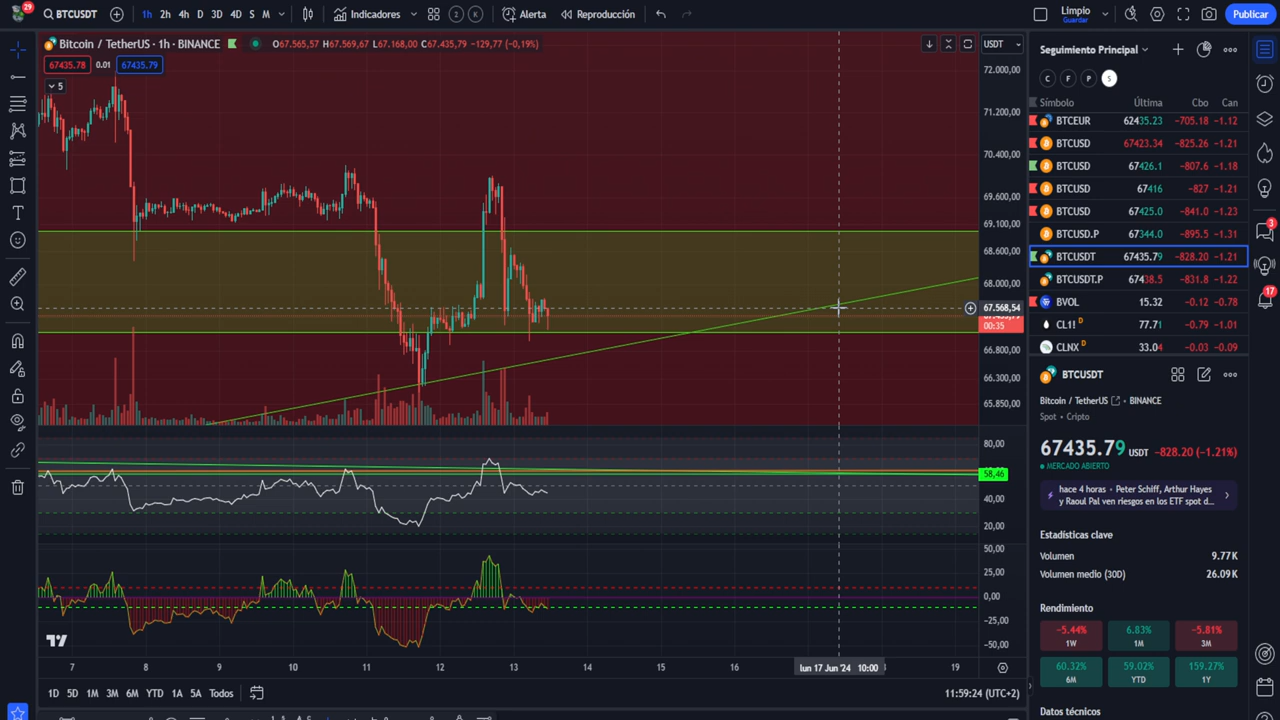 29
BTCUSDT
1h 2h 4h D 3D 4D S M
Indicadores
2 K
Alerta
Reproducción
Limpio
Guardar
Publicar
Bitcoin / TetherUS · 1h · BINANCE
O67.565,57 H67.569,67 L67.168,00 C67.435,79 −129,77 (−0,19%)
67435.78 0.01 67435.79
5
USDT
72.000,00
71.200,00
70.400,00
69.600,00
69.100,00
68.600,00
68.000,00
67.568,54
00:35
66.800,00
66.300,00
65.850,00
80,00
58,46
40,00
20,00
50,00
25,00
0,00
−25,00
−50,00
7 8 9 10 11 12 13 14 15 16 lun 17 Jun '24 10:00 19
1D 5D 1M 3M 6M YTD 1A 5A Todos
11:59:24 (UTC+2)
Seguimiento Principal
C F P S
Símbolo Última Cbo Can
BTCEUR 62435.23 −705.18 −1.12
BTCUSD 67423.34 −825.26 −1.21
BTCUSD 67426.1 −807.6 −1.18
BTCUSD 67416 −827 −1.21
BTCUSD 67425.0 −841.0 −1.23
BTCUSD.P 67344.0 −895.5 −1.31
BTCUSDT 67435.79 −828.20 −1.21
BTCUSDT.P 67438.5 −831.8 −1.22
BVOL 15.32 −0.12 −0.78
CL1! D 77.71 −0.79 −1.01
CLNX D 33.04 −0.03 −0.09
BTCUSDT
Bitcoin / TetherUS · BINANCE
Spot • Cripto
67435.79 USDT −828.20 (−1.21%)
MERCADO ABIERTO
hace 4 horas • Peter Schiff, Arthur Hayes
y Raoul Pal ven riesgos en los ETF spot d...
Estadísticas clave
Volumen 9.77K
Volumen medio (30D) 26.09K
Rendimiento
−5.44% 6.83% −5.81%
1W 1M 3M
60.32% 59.02% 159.27%
6M YTD 1Y
Datos técnicos
3
17